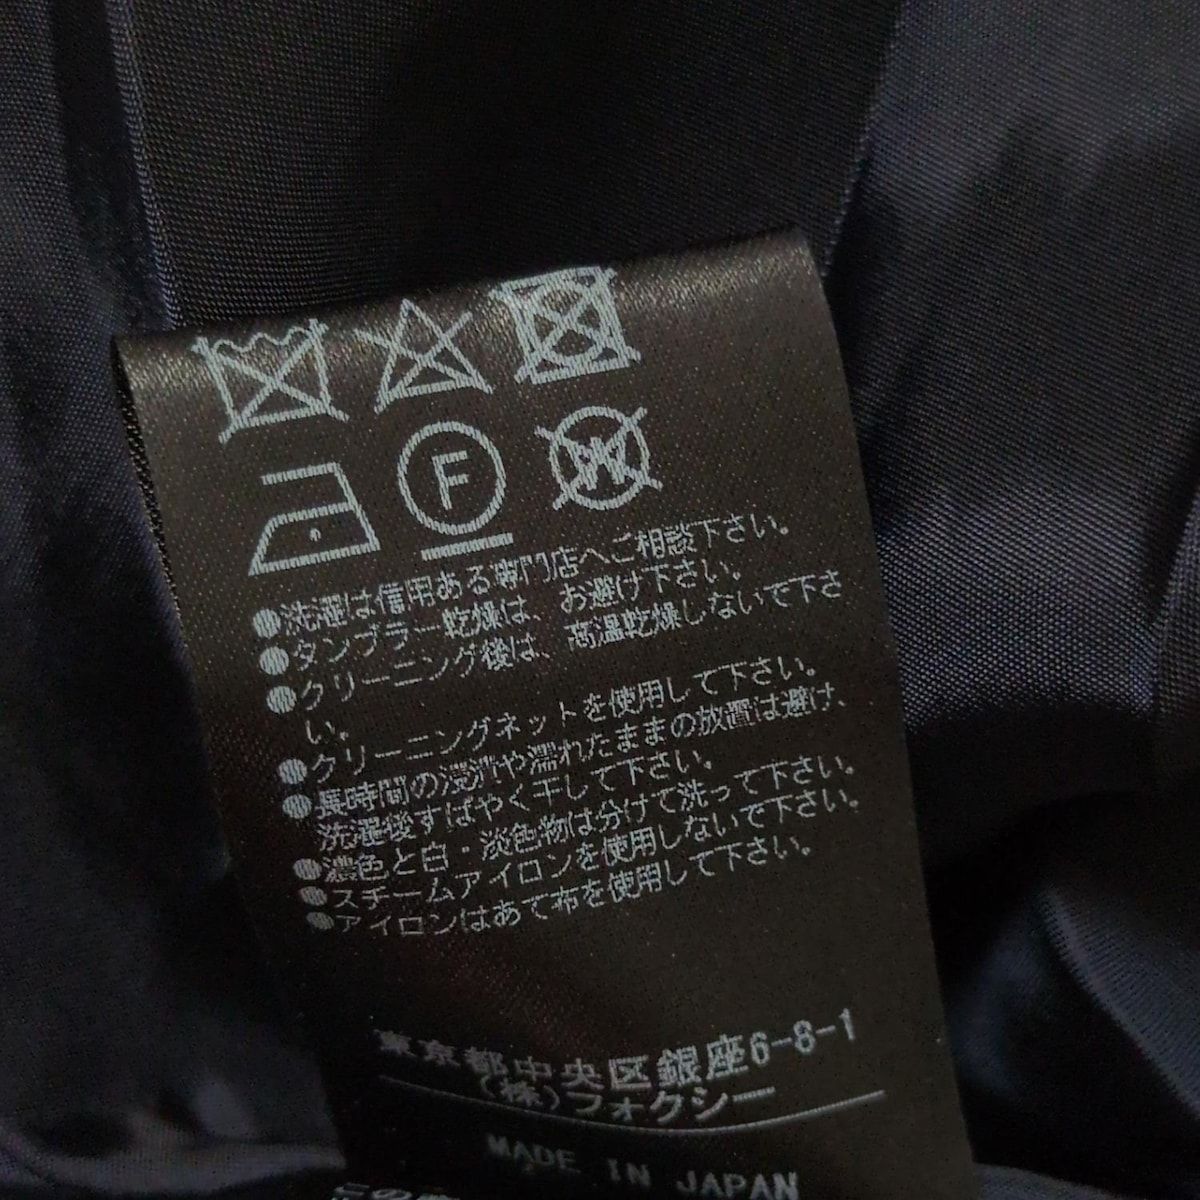 F
W
●洗濯は信用ある専門店へご相談下さい。
●タンブラー乾燥は、お避け下さい。
●クリーニング後は、高温乾燥しないで下さ
い。
●クリーニングネットを使用して下さい。
●長時間の浸漬や濡れたままの放置は避け、
洗濯後すばやく干して下さい。
●濃色と白・淡色物は分けて洗って下さい。
●スチームアイロンを使用しないで下さい。
●アイロンはあて布を使用して下さい。
東京都中央区銀座6-8-1
(株)フォクシー
MADE IN JAPAN
この